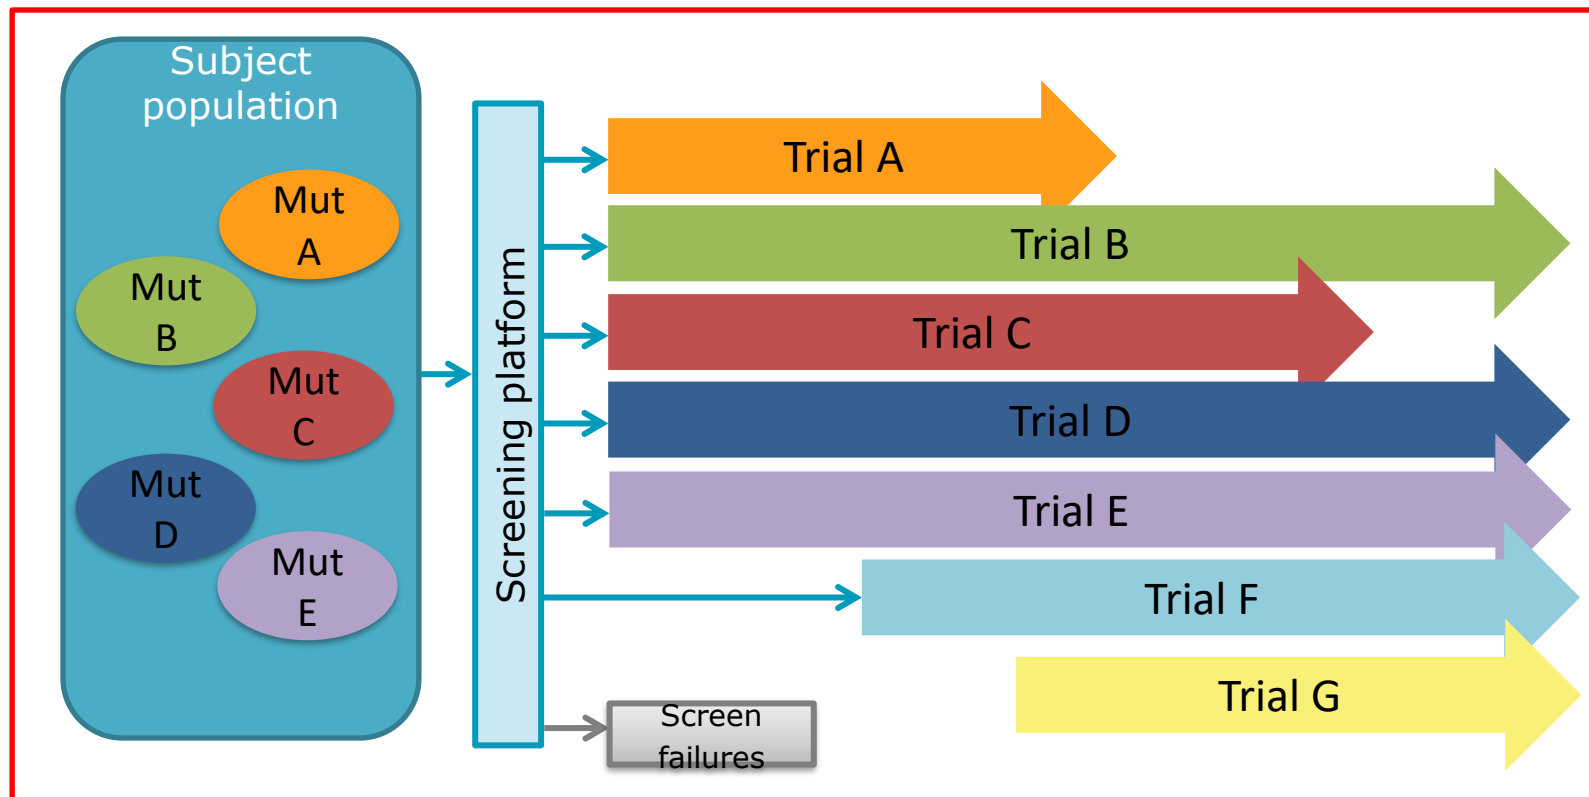 Subject
population
Mut
A
Mut
B
Mut
C
Mut
D
Mut
E
Screening platform
Trial A
Trial B
Trial C
Trial D
Trial E
Trial F
Trial G
Screen
failures